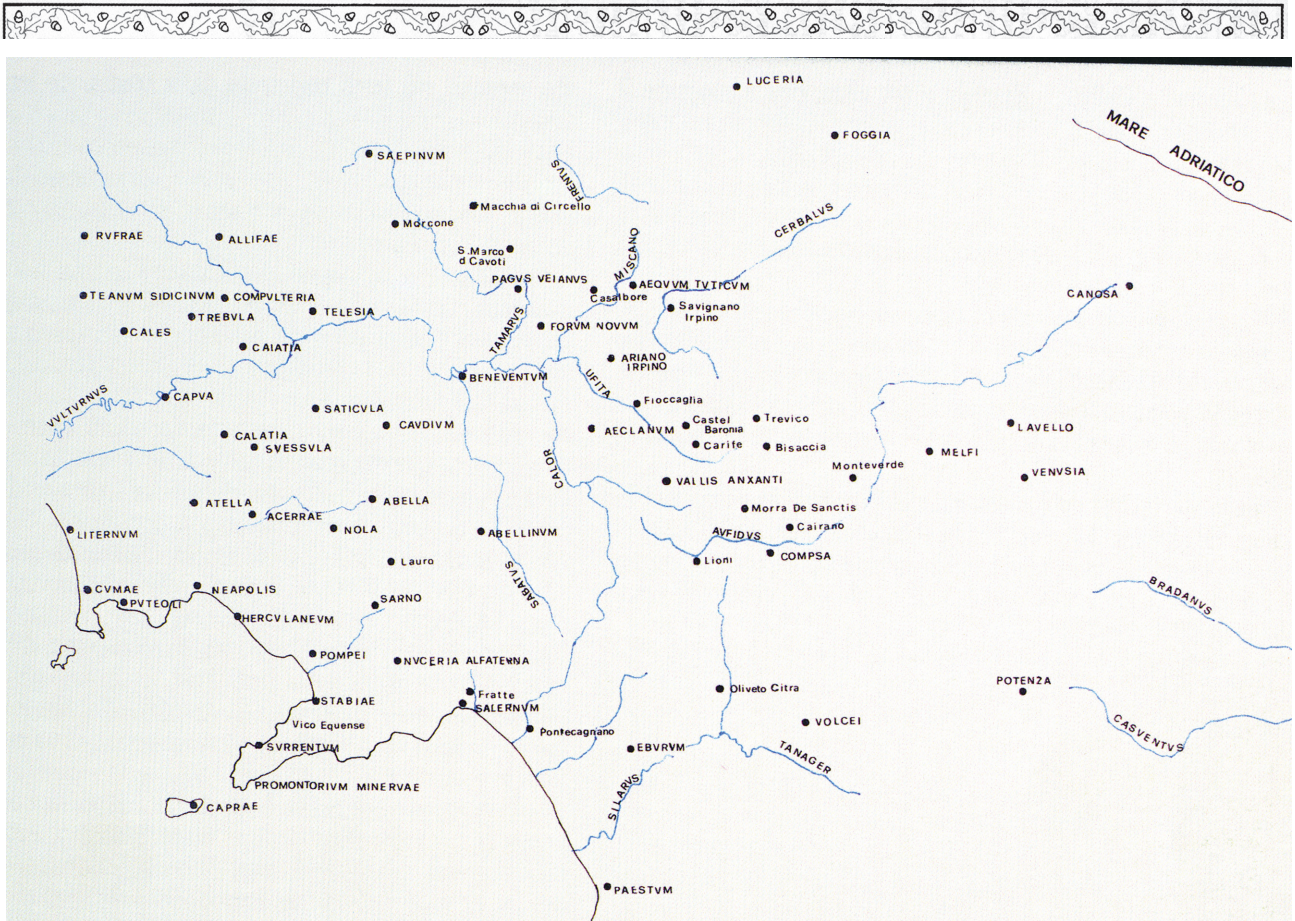 LUCERIA
FOGGIA
MARE
ADRIATICO
SAEPINVM
FRENTVS
Macchia di Circello
CERBALVS
Morcone
RVFRAE
ALLIFAE
S.Marco
d Cavoti
MISCANO
PAGVS VEIANVS
AEQVVM TVTICVM
CANOSA
TEANVM SIDICINVM
COMPVLTERIA
Casalbore
Savignano
Irpino
TREBVLA
TELESIA
CALES
FORVM NOVVM
TAMARVS
CAIATIA
ARIANO
IRPINO
BENEVENTVM
UFITA
VVLTVRNVS
CAPVA
Fioccaglia
SATICVLA
CAVDIVM
AECLANVM
Castel
Baronia
Trevico
LAVELLO
CALATIA
SVESSVLA
Carife
Bisaccia
MELFI
CALOR
Monteverde
VENVSIA
VALLIS ANXANTI
ATELLA
ABELLA
Morra De Sanctis
ACERRAE
LITERNVM
NOLA
ABELLINVM
AVFIDVS
Cairano
Lauro
Lioni
COMPSA
CVMAE
NEAPOLIS
SABATVS
BRADANVS
PVTEOLI
SARNO
HERCVLANEVM
POMPEI
NVCERIA ALFATERNA
POTENZA
Oliveto Citra
STABIAE
Fratte
SALERNVM
VOLCEI
CASVENTVS
Vico Equense
Pontecagnano
SVRRENTVM
EBVRVM
TANAGER
PROMONTORIVM MINERVAE
SILARVS
CAPRAE
PAESTVM